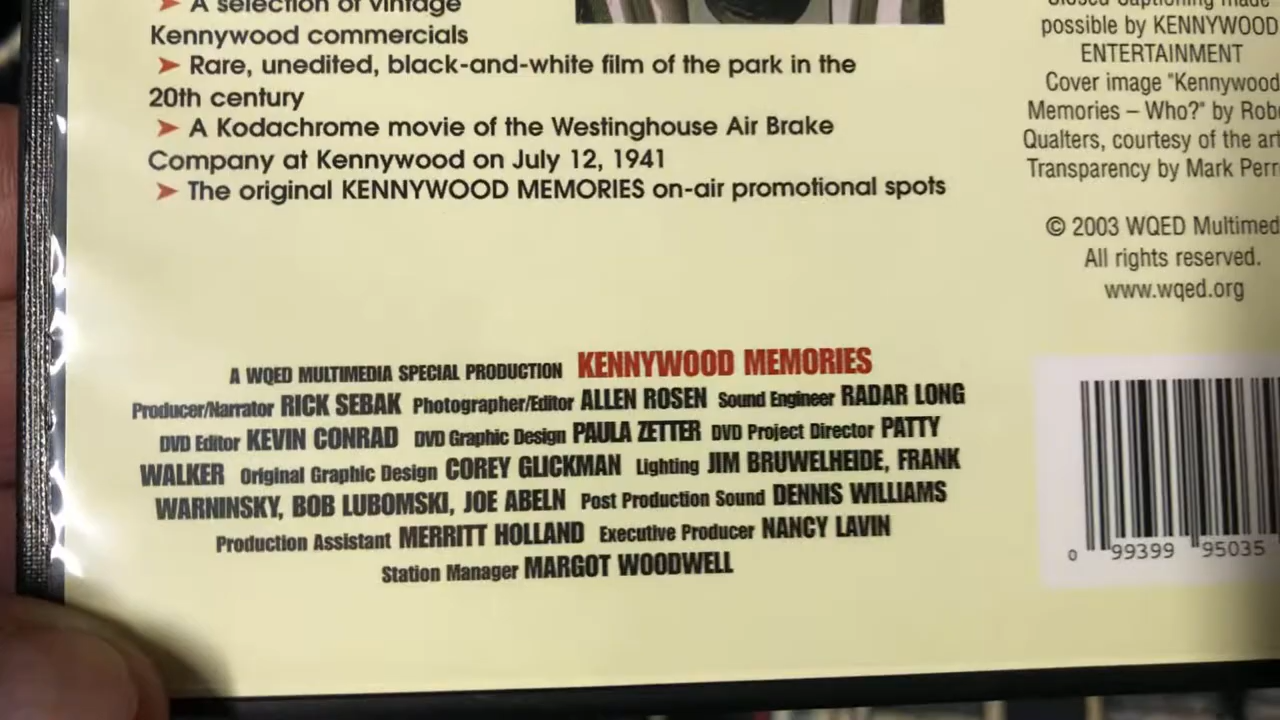 ➤ A selection of vintage
Kennywood commercials
➤ Rare, unedited, black-and-white film of the park in the
20th century
➤ A Kodachrome movie of the Westinghouse Air Brake
Company at Kennywood on July 12, 1941
➤ The original KENNYWOOD MEMORIES on-air promotional spots
A WQED MULTIMEDIA SPECIAL PRODUCTION KENNYWOOD MEMORIES
Producer/Narrator RICK SEBAK Photographer/Editor ALLEN ROSEN Sound Engineer RADAR LONG
DVD Editor KEVIN CONRAD DVD Graphic Design PAULA ZETTER DVD Project Director PATTY
WALKER Original Graphic Design COREY GLICKMAN Lighting JIM BRUWELHEIDE, FRANK
WARNINSKY, BOB LUBOMSKI, JOE ABELN Post Production Sound DENNIS WILLIAMS
Production Assistant MERRITT HOLLAND Executive Producer NANCY LAVIN
Station Manager MARGOT WOODWELL
Closed Captioning made
possible by KENNYWOOD
ENTERTAINMENT
Cover image "Kennywood
Memories – Who?" by
Qualters, courtesy of the
Transparency by Mark
© 2003 WQED
All rights reserved.
www.wqed.org
0 99399 95035